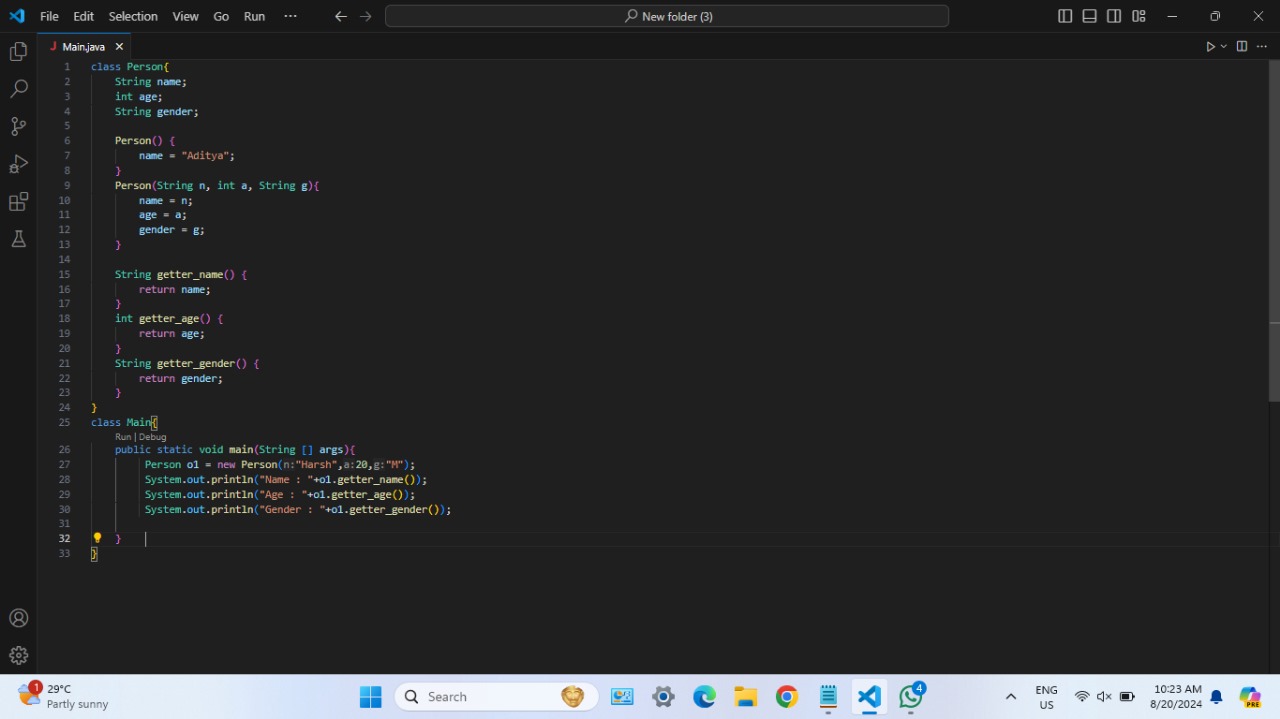 File Edit Selection View Go Run ··· New folder (3)
J Main.java
1 class Person{
2 String name;
3 int age;
4 String gender;
5
6 Person() {
7 name = "Aditya";
8 }
9 Person(String n, int a, String g){
10 name = n;
11 age = a;
12 gender = g;
13 }
14
15 String getter_name() {
16 return name;
17 }
18 int getter_age() {
19 return age;
20 }
21 String getter_gender() {
22 return gender;
23 }
24 }
25 class Main{
Run | Debug
26 public static void main(String [] args){
27 Person o1 = new Person(n:"Harsh",a:20,g:"M");
28 System.out.println("Name : "+o1.getter_name());
29 System.out.println("Age : "+o1.getter_age());
30 System.out.println("Gender : "+o1.getter_gender());
31
32 }
33 }
1 29°C
Partly sunny
Search
4
PRE
ENG
US
10:23 AM
8/20/2024